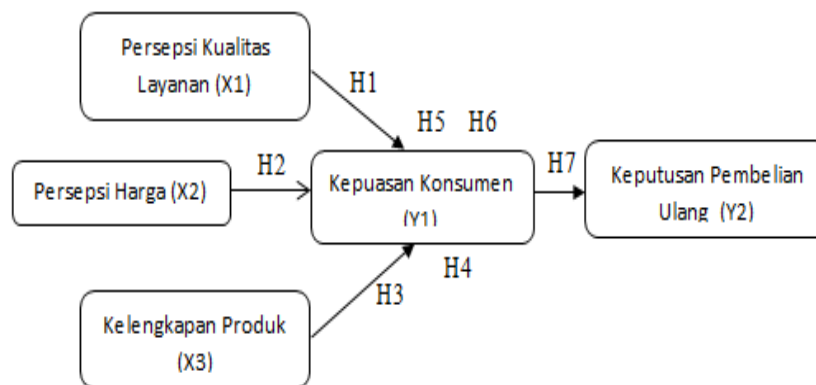 Persepsi Kualitas
Layanan (X1)
H1
H5 H6
H2
H7
Persepsi Harga (X2)
Kepuasan Konsumen
(Y1)
Keputusan Pembelian
Ulang (Y2)
H4
H3
Kelengkapan Produk
(X3)